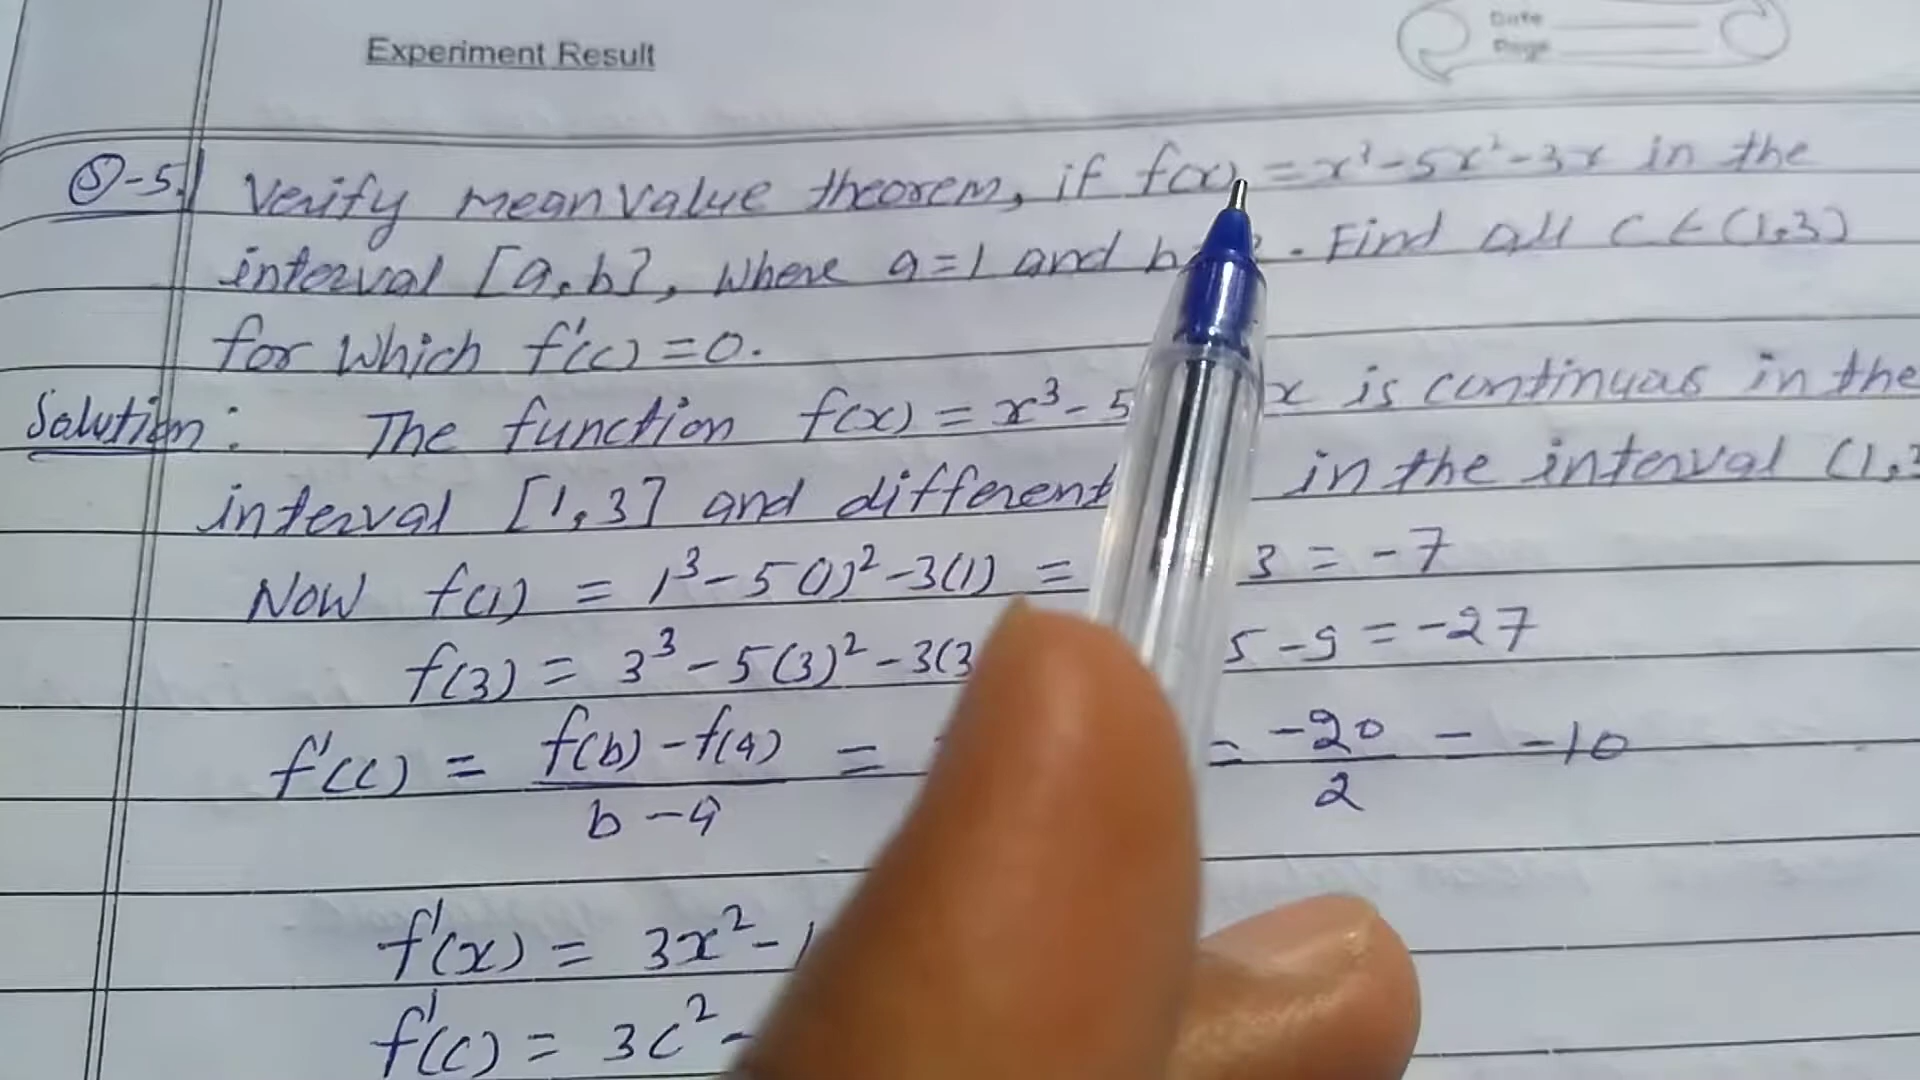 Experiment Result
Date
Page
Q-5. Verify mean value theorem, if f(x) = x³-5x²-3x in the
interval [a,b], where a=1 and b . Find all c ∈ (1,3)
for which f'(c) = 0.
Solution: The function f(x) = x³-5 x is continuas in the
interval [1,3] and different in the interval (1,3
Now f(1) = 1³-5(1)²-3(1) = 3 = -7
f(3) = 3³-5(3)²-3(3 5-9 = -27
f'(c) = f(b)-f(a) / b-a = = -20/2 = -10
f'(x) = 3x²-1
f'(c) = 3c²-